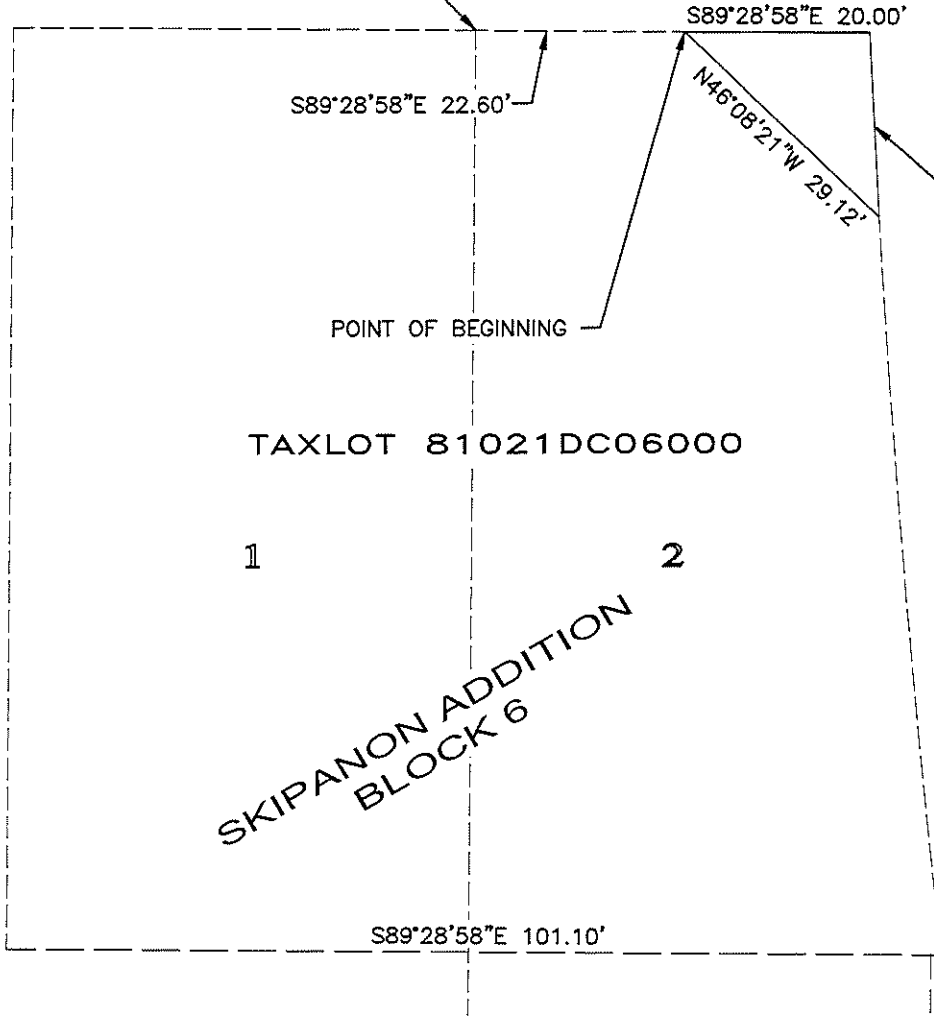 S89°28'58"E 20.00'
S89°28'58"E 22.60'
N46°08'21"W 29.12'
POINT OF BEGINNING
TAXLOT 81021DC06000
1
2
SKIPANON ADDITION
BLOCK 6
S89°28'58"E 101.10'